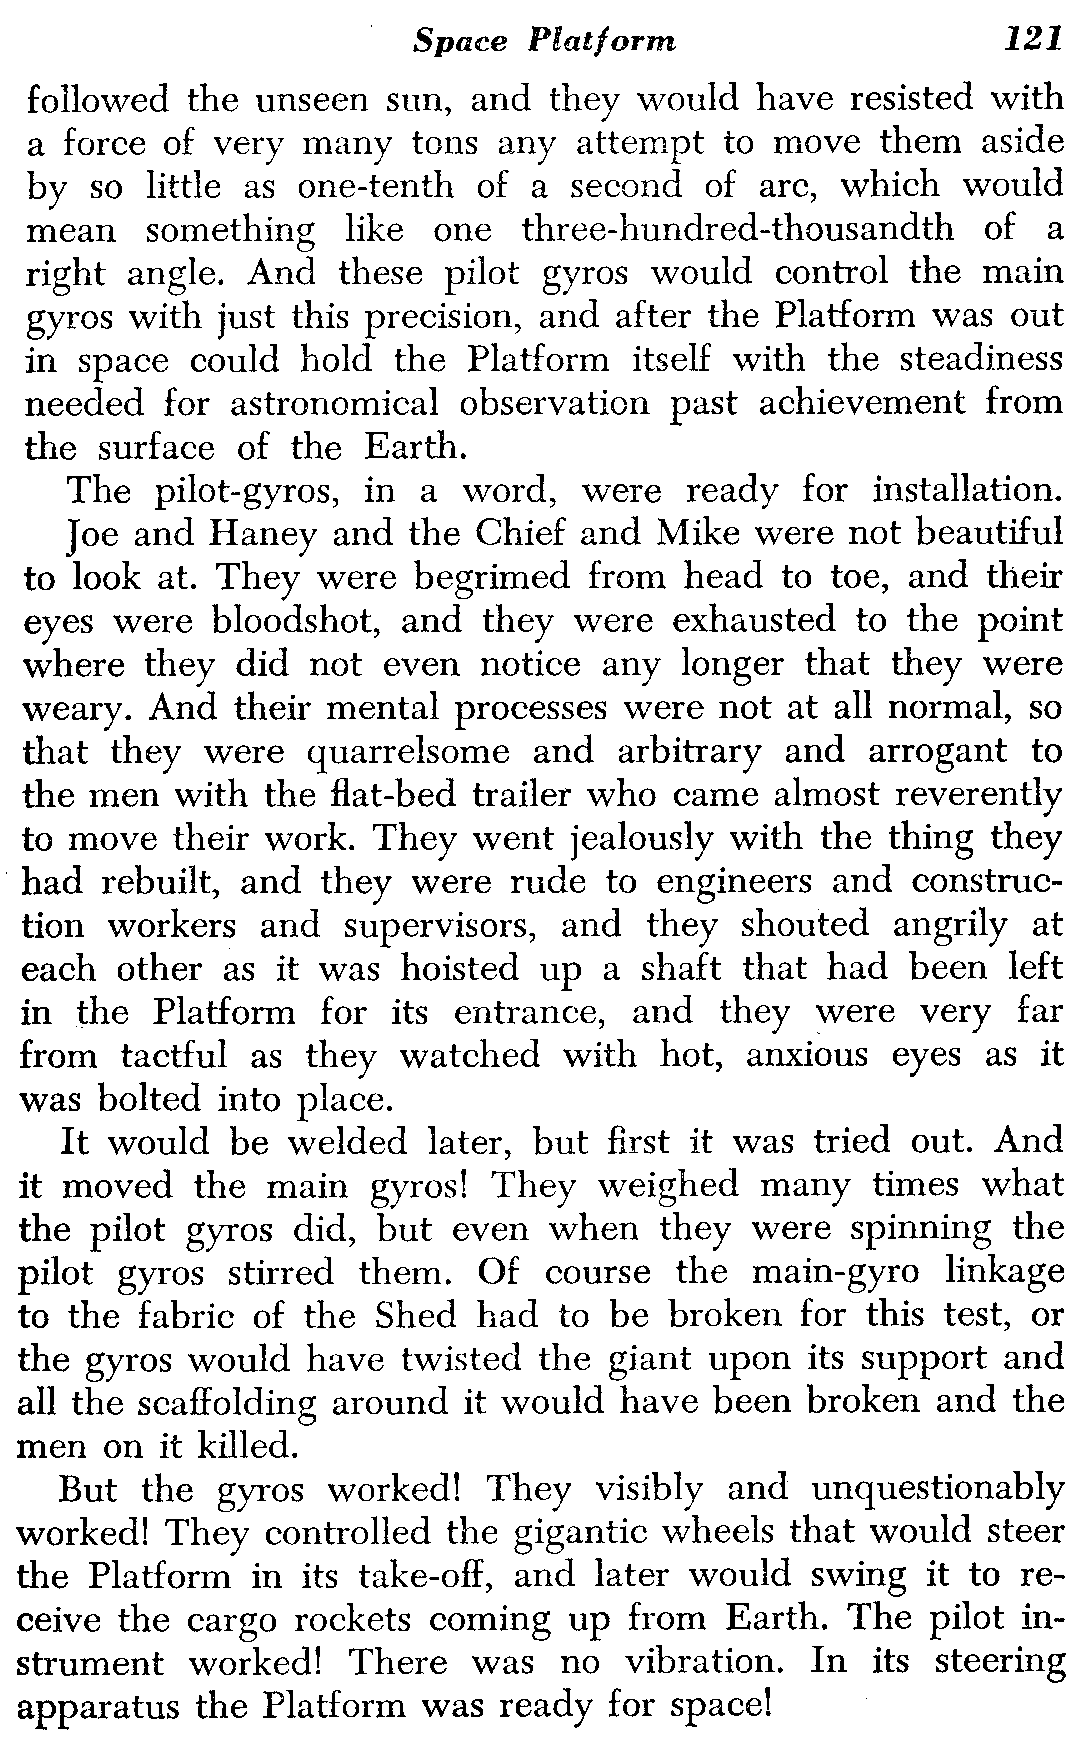 Space Platform 121
followed the unseen sun, and they would have resisted with
a force of very many tons any attempt to move them aside
by so little as one-tenth of a second of arc, which would
mean something like one three-hundred-thousandth of a
right angle. And these pilot gyros would control the main
gyros with just this precision, and after the Platform was out
in space could hold the Platform itself with the steadiness
needed for astronomical observation past achievement from
the surface of the Earth.
The pilot-gyros, in a word, were ready for installation.
Joe and Haney and the Chief and Mike were not beautiful
to look at. They were begrimed from head to toe, and their
eyes were bloodshot, and they were exhausted to the point
where they did not even notice any longer that they were
weary. And their mental processes were not at all normal, so
that they were quarrelsome and arbitrary and arrogant to
the men with the flat-bed trailer who came almost reverently
to move their work. They went jealously with the thing they
had rebuilt, and they were rude to engineers and construc-
tion workers and supervisors, and they shouted angrily at
each other as it was hoisted up a shaft that had been left
in the Platform for its entrance, and they were very far
from tactful as they watched with hot, anxious eyes as it
was bolted into place.
It would be welded later, but first it was tried out. And
it moved the main gyros! They weighed many times what
the pilot gyros did, but even when they were spinning the
pilot gyros stirred them. Of course the main-gyro linkage
to the fabric of the Shed had to be broken for this test, or
the gyros would have twisted the giant upon its support and
all the scaffolding around it would have been broken and the
men on it killed.
But the gyros worked! They visibly and unquestionably
worked! They controlled the gigantic wheels that would steer
the Platform in its take-off, and later would swing it to re-
ceive the cargo rockets coming up from Earth. The pilot in-
strument worked! There was no vibration. In its steering
apparatus the Platform was ready for space!